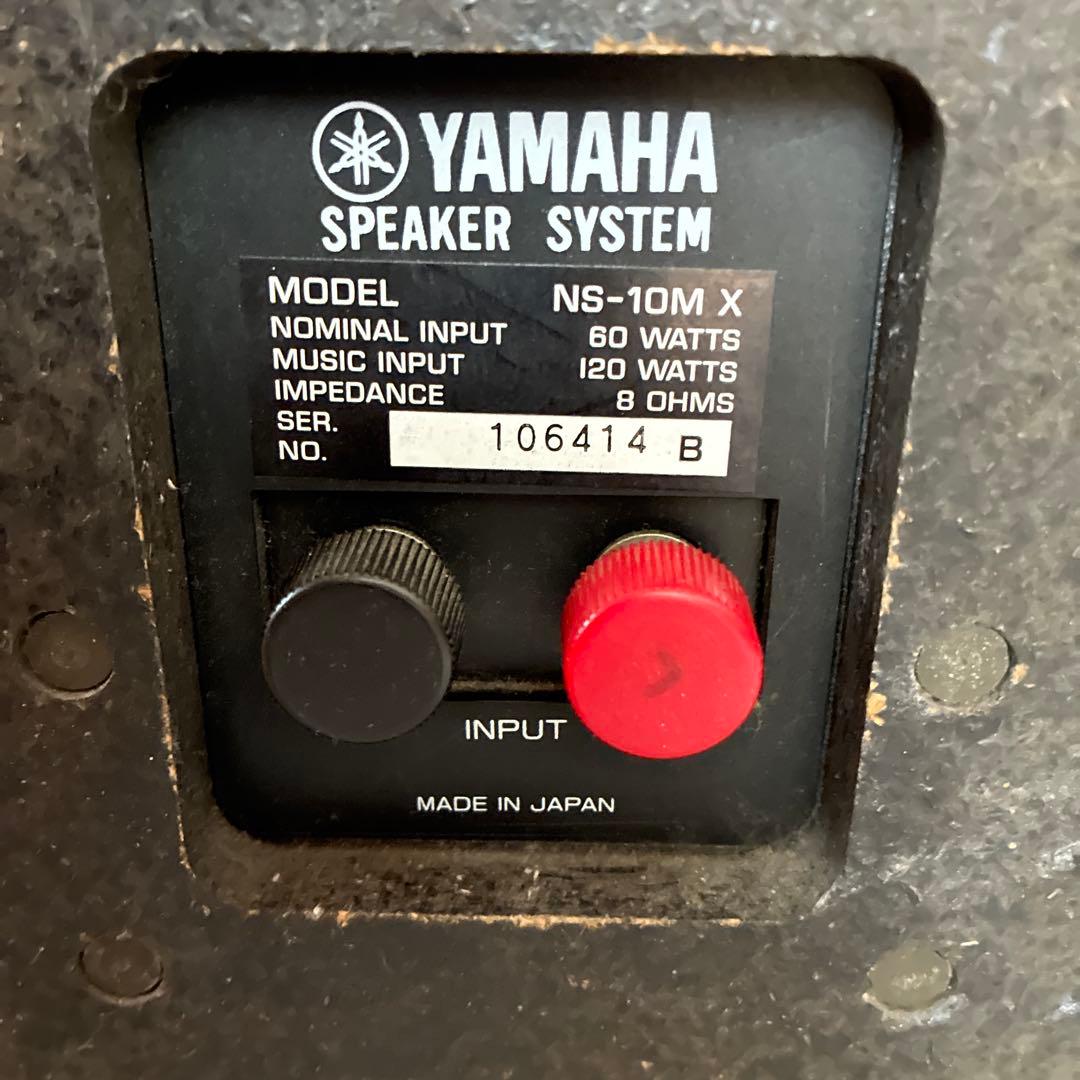 YAMAHA
SPEAKER SYSTEM
MODEL NS-10M X
NOMINAL INPUT 60 WATTS
MUSIC INPUT 120 WATTS
IMPEDANCE 8 OHMS
SER.
NO. 106414 B
INPUT
MADE IN JAPAN